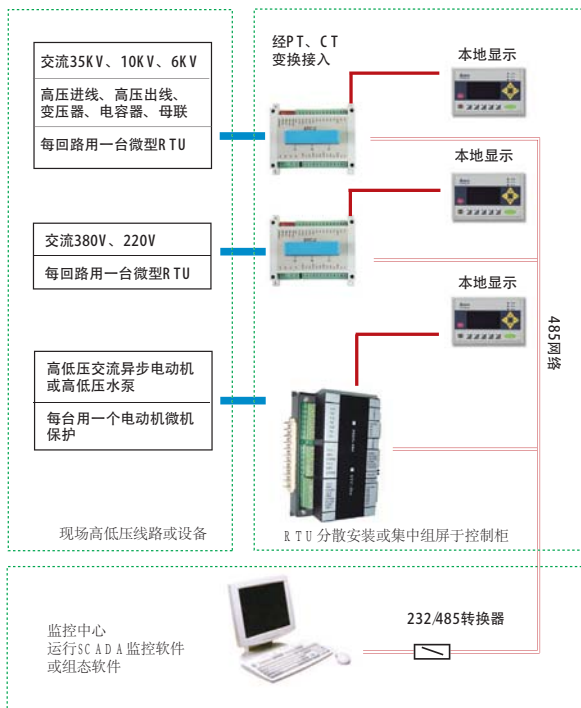 交流35KV、10KV、6KV
高压进线、高压出线、
变压器、电容器、母联
每回路用一台微型RTU
经PT、CT
变换接入
本地显示
本地显示
交流380V、220V
每回路用一台微型RTU
本地显示
高低压交流异步电动机
或高低压水泵
每台用一个电动机微机
保护
485网络
现场高低压线路或设备
RTU分散安装或集中组屏于控制柜
监控中心
运行SCADA监控软件
或组态软件
232/485转换器